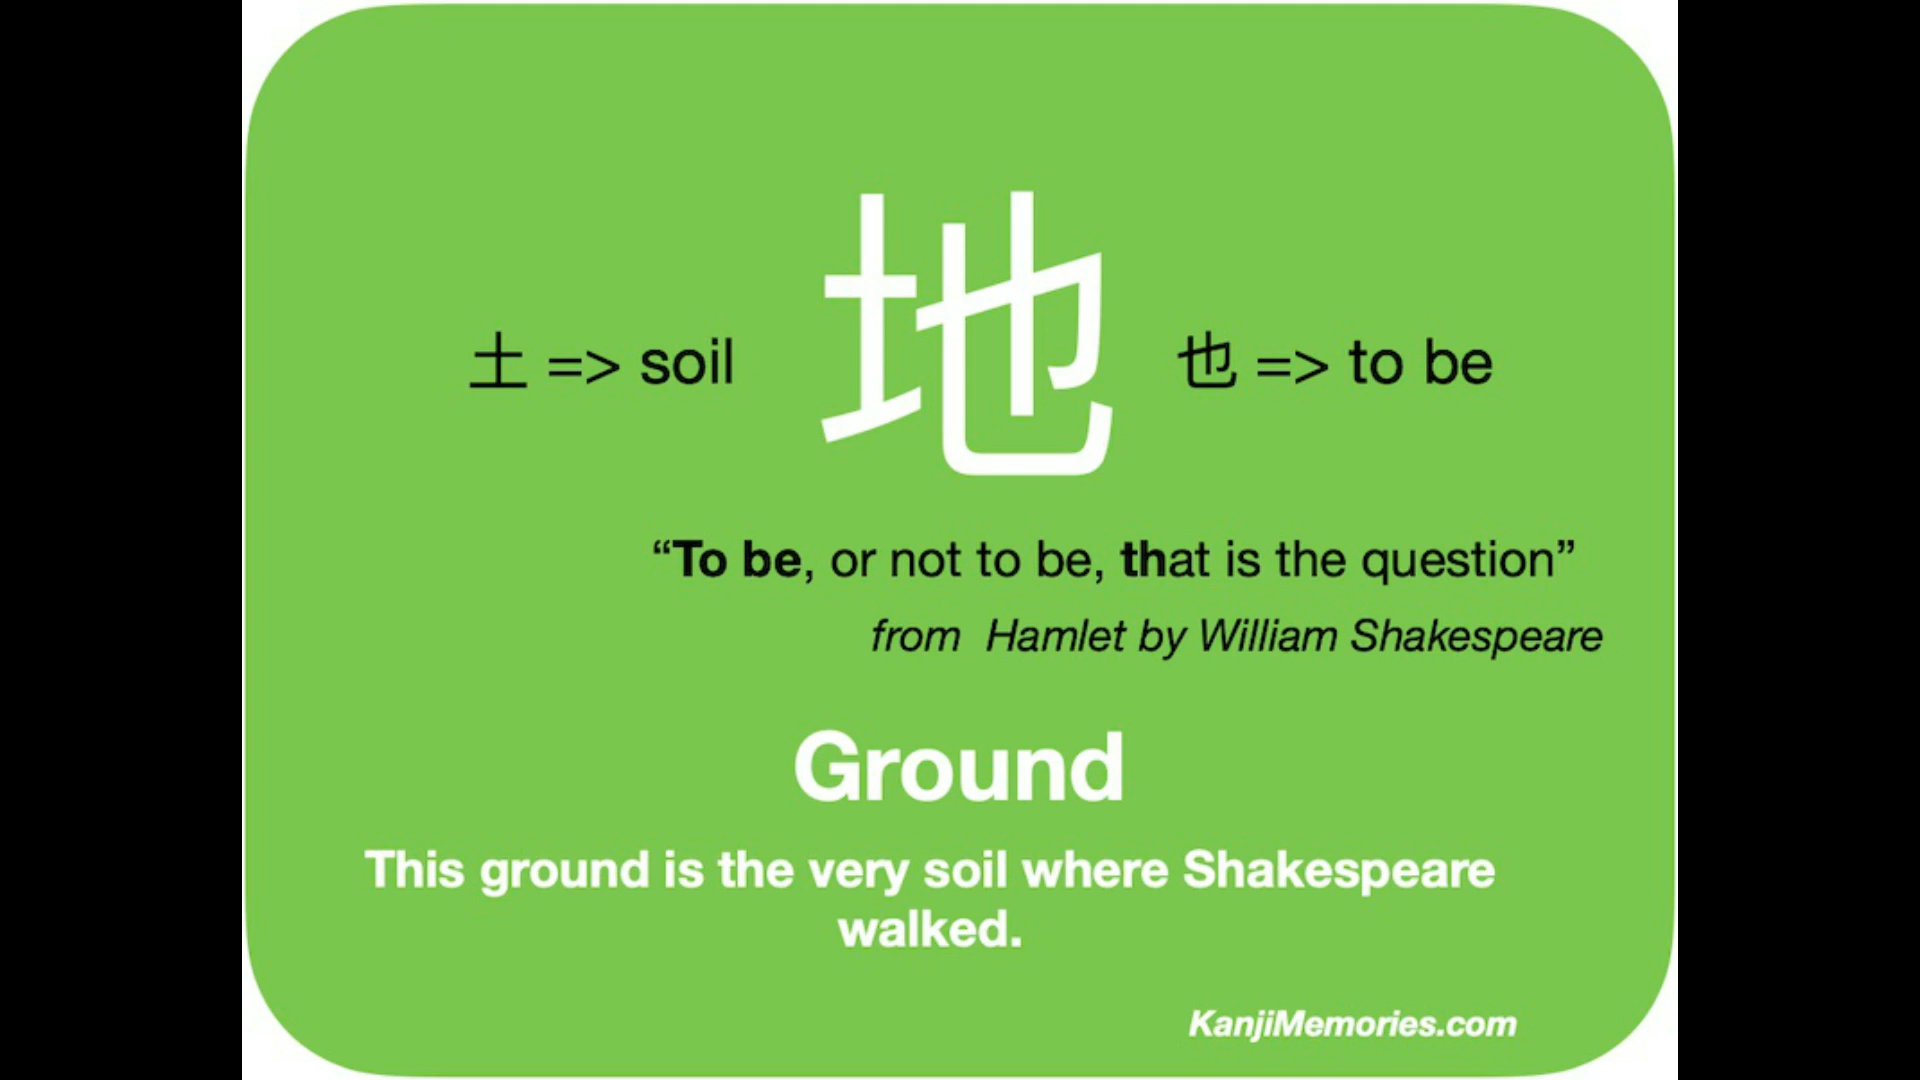 地
土 => soil
也 => to be
“To be, or not to be, that is the question”
from  Hamlet by William Shakespeare
Ground
This ground is the very soil where Shakespeare
walked.
KanjiMemories.com